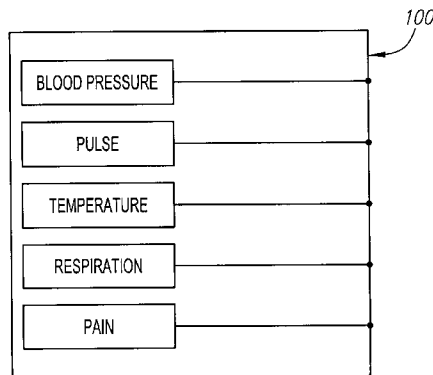 100
BLOOD PRESSURE
PULSE
TEMPERATURE
RESPIRATION
PAIN